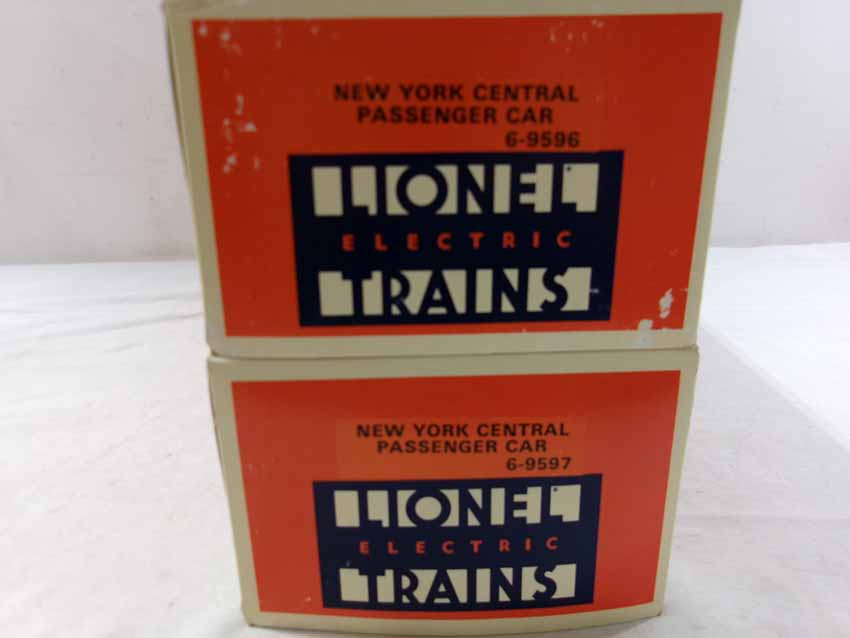 NEW YORK CENTRAL
PASSENGER CAR
6-9596
LIONEL
ELECTRIC
TRAINS
NEW YORK CENTRAL
PASSENGER CAR
6-9597
LIONEL
ELECTRIC
TRAINS